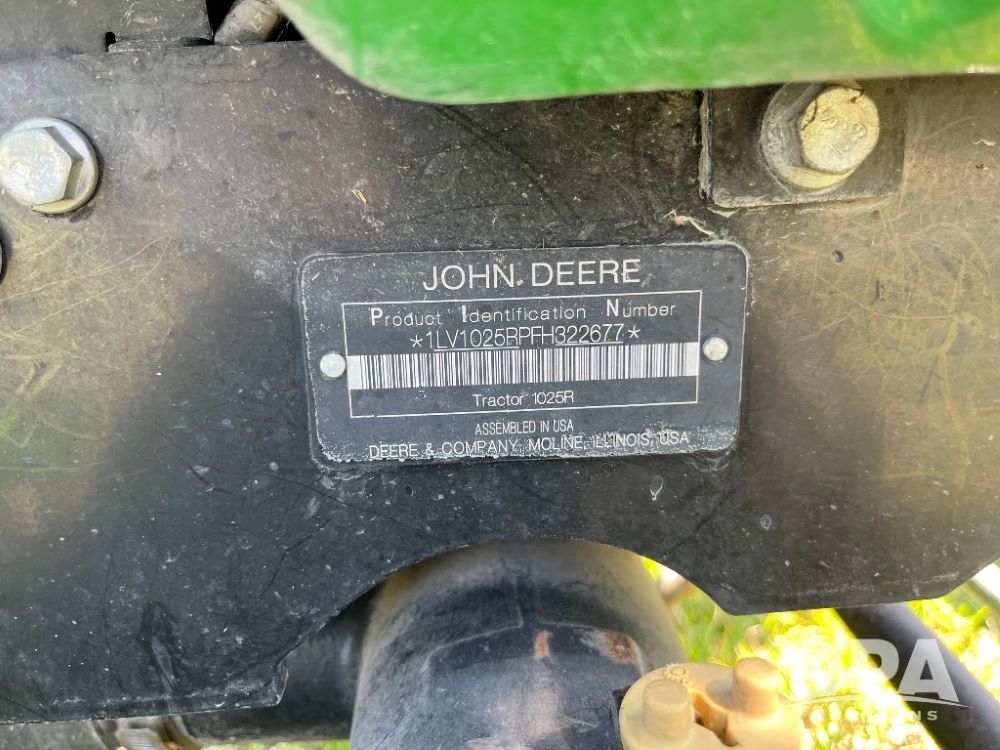 JOHN DEERE
Product Identification Number
*1LV1025RPFH322677*
Tractor 1025R
ASSEMBLED IN USA
DEERE & COMPANY MOLINE, ILLINOIS, USA